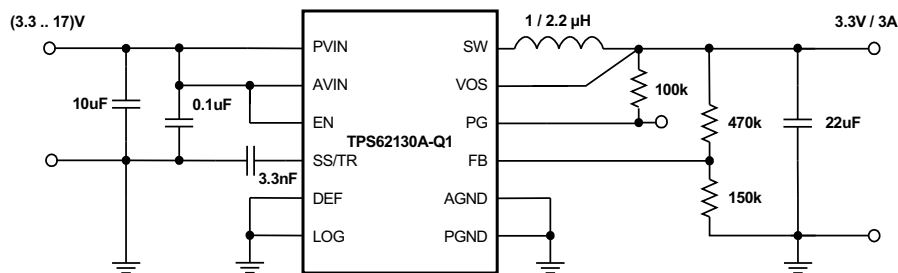 (3.3 .. 17)V
1 / 2.2 µH
3.3V / 3A
PVIN
SW
AVIN
VOS
10uF
0.1uF
100k
EN
PG
470k
22uF
TPS62130A-Q1
SS/TR
FB
3.3nF
DEF
AGND
150k
LOG
PGND